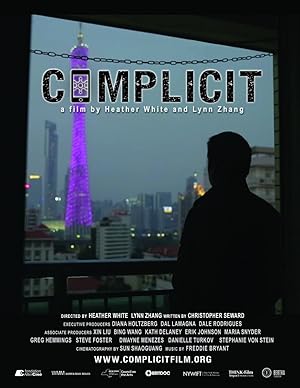 COMPLICIT
a film by Heather White and Lynn Zhang
DIRECTED BY HEATHER WHITE LYNN ZHANG WRITTEN BY CHRISTOPHER SEWARD
EXECUTIVE PRODUCERS DIANA HOLTZBERG DAL LAMAGNA DALE RODRIGUES
ASSOCIATE PRODUCERS XIN LIU BING WANG KATH DELANEY ERIK JOHNSON MARIA SNYDER
GREG HEMMINGS STEVE FOSTER DWAYNE MENEZES DANIELLE TURKOV STEPHANIE VON STEIN
CINEMATOGRAPHY BY SUN SHAOGUANG MUSIC BY FREDDIE BRYANT
WWW.COMPLICITFILM.ORG